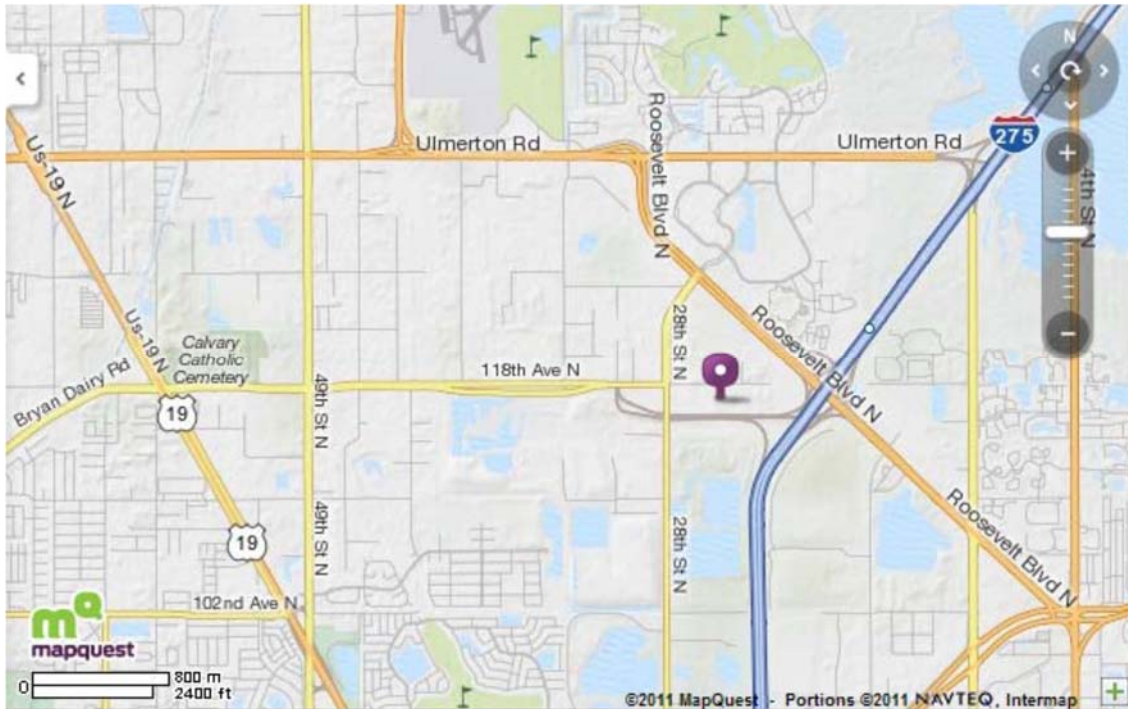 N
Ulmerton Rd
Ulmerton Rd
275
Roosevelt Blvd N
Us-19 N
4th St N
Us-19 N
28th St N
Roosevelt Blvd N
Calvary
Catholic
Cemetery
118th Ave N
Bryan Dairy Rd
19
49th St N
49th St N
19
28th St N
Roosevelt Blvd N
102nd Ave N
mq
mapquest
0
800 m
2400 ft
©2011 MapQuest - Portions ©2011 NAVTEQ, Intermap